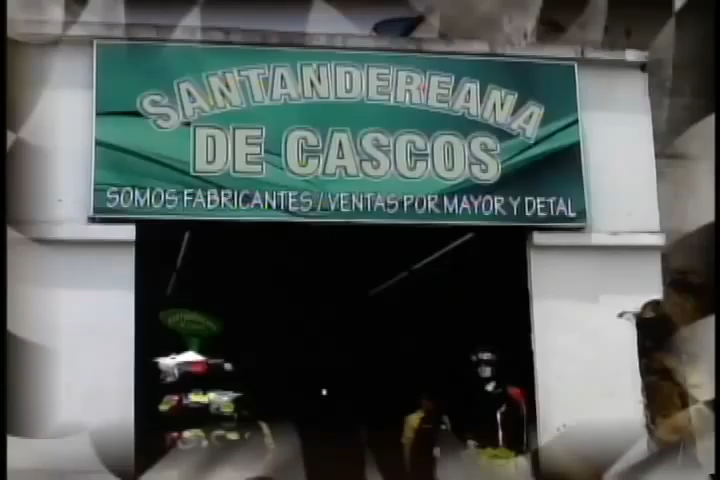 SANTANDEREANA
DE CASCOS
SOMOS FABRICANTES / VENTAS POR MAYOR Y DETAL